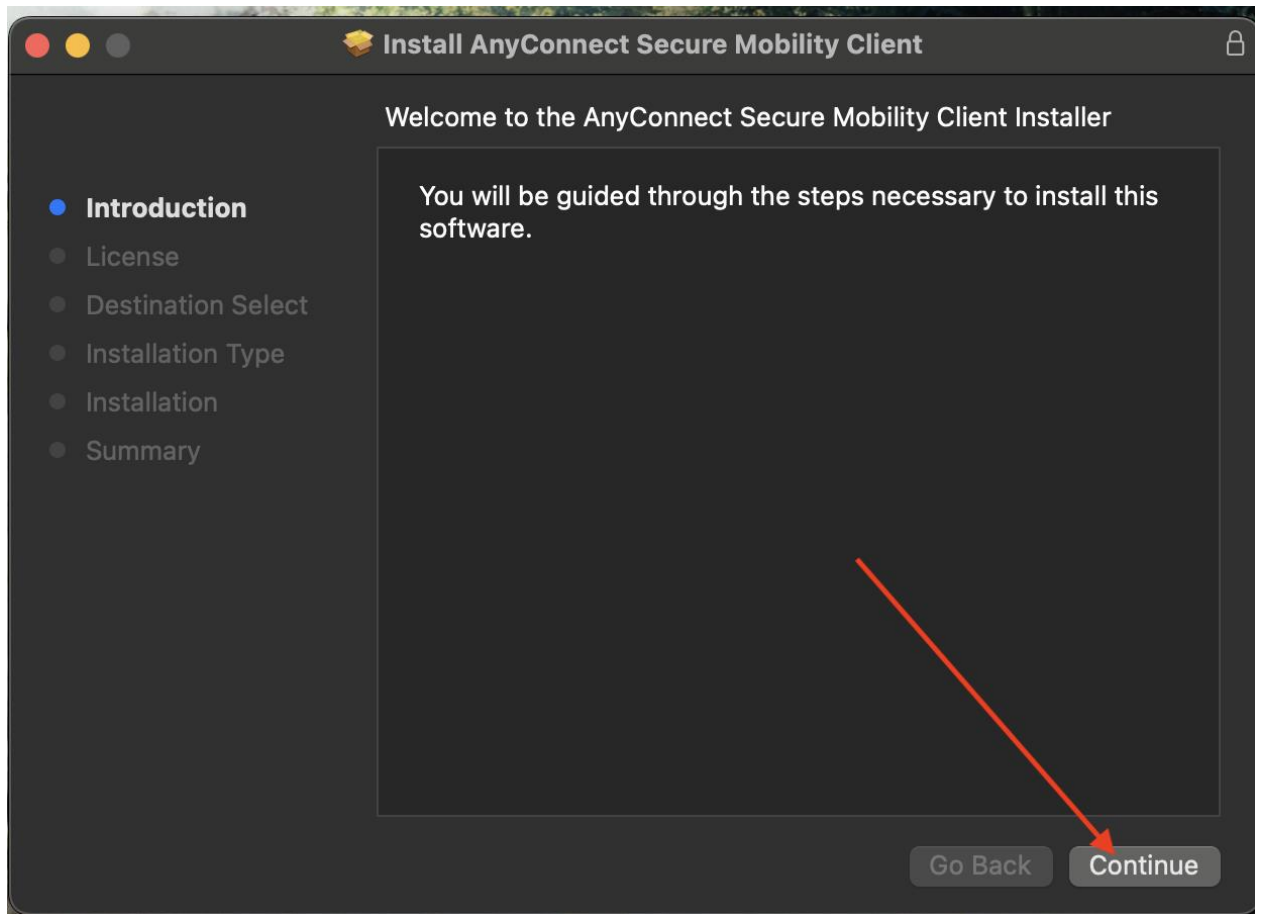 Install AnyConnect Secure Mobility Client
Welcome to the AnyConnect Secure Mobility Client Installer
Introduction
License
Destination Select
Installation Type
Installation
Summary
You will be guided through the steps necessary to install this
software.
Go Back
Continue